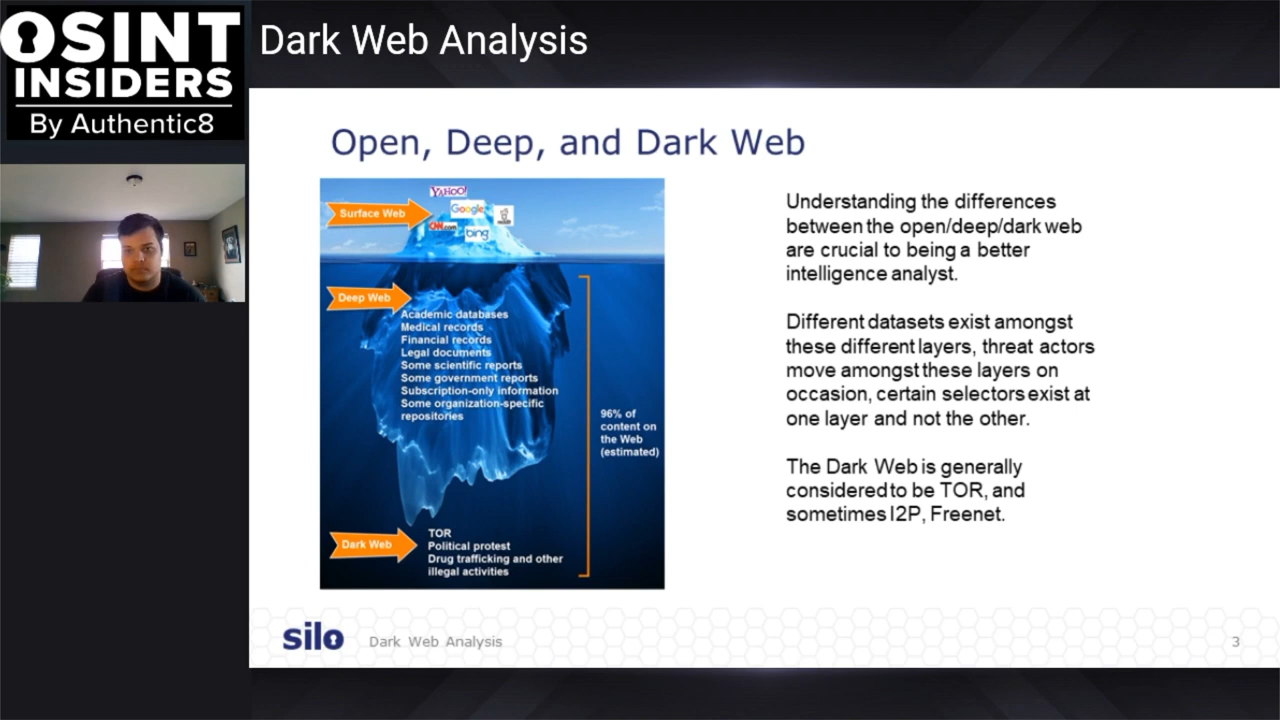 OSINT
INSIDERS
By Authentic8
Dark Web Analysis
Open, Deep, and Dark Web
YAHOO!
Surface Web
Google
CNN.com
bing
Deep Web
Academic databases
Medical records
Financial records
Legal documents
Some scientific reports
Some government reports
Subscription-only information
Some organization-specific
repositories
96% of
content on
the Web
(estimated)
Dark Web
TOR
Political protest
Drug trafficking and other
illegal activities
Understanding the differences
between the open/deep/dark web
are crucial to being a better
intelligence analyst.
Different datasets exist amongst
these different layers, threat actors
move amongst these layers on
occasion, certain selectors exist at
one layer and not the other.
The Dark Web is generally
considered to be TOR, and
sometimes I2P, Freenet.
silo
Dark Web Analysis
3